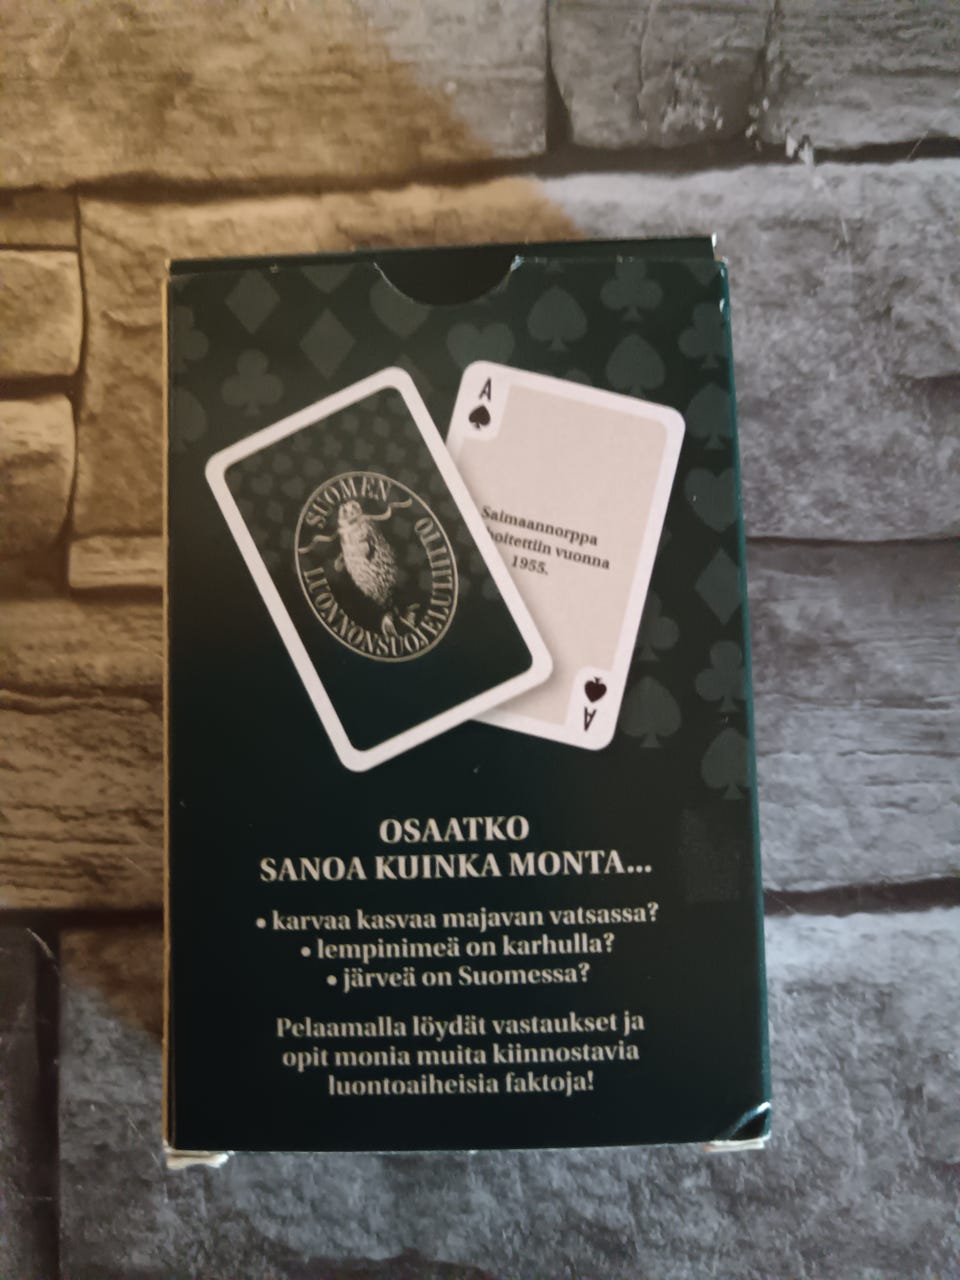 A
SUOMEN
LUONNONSUOJELULIITTO
Saimaannorppa
vuonna
1955.
A
OSAATKO
SANOA KUINKA MONTA...
• karvaa kasvaa majavan vatsassa?
• lempinimeä on karhulla?
• järveä on Suomessa?
Pelaamalla löydät vastaukset ja
opit monia muita kiinnostavia
luontoaiheisia faktoja!